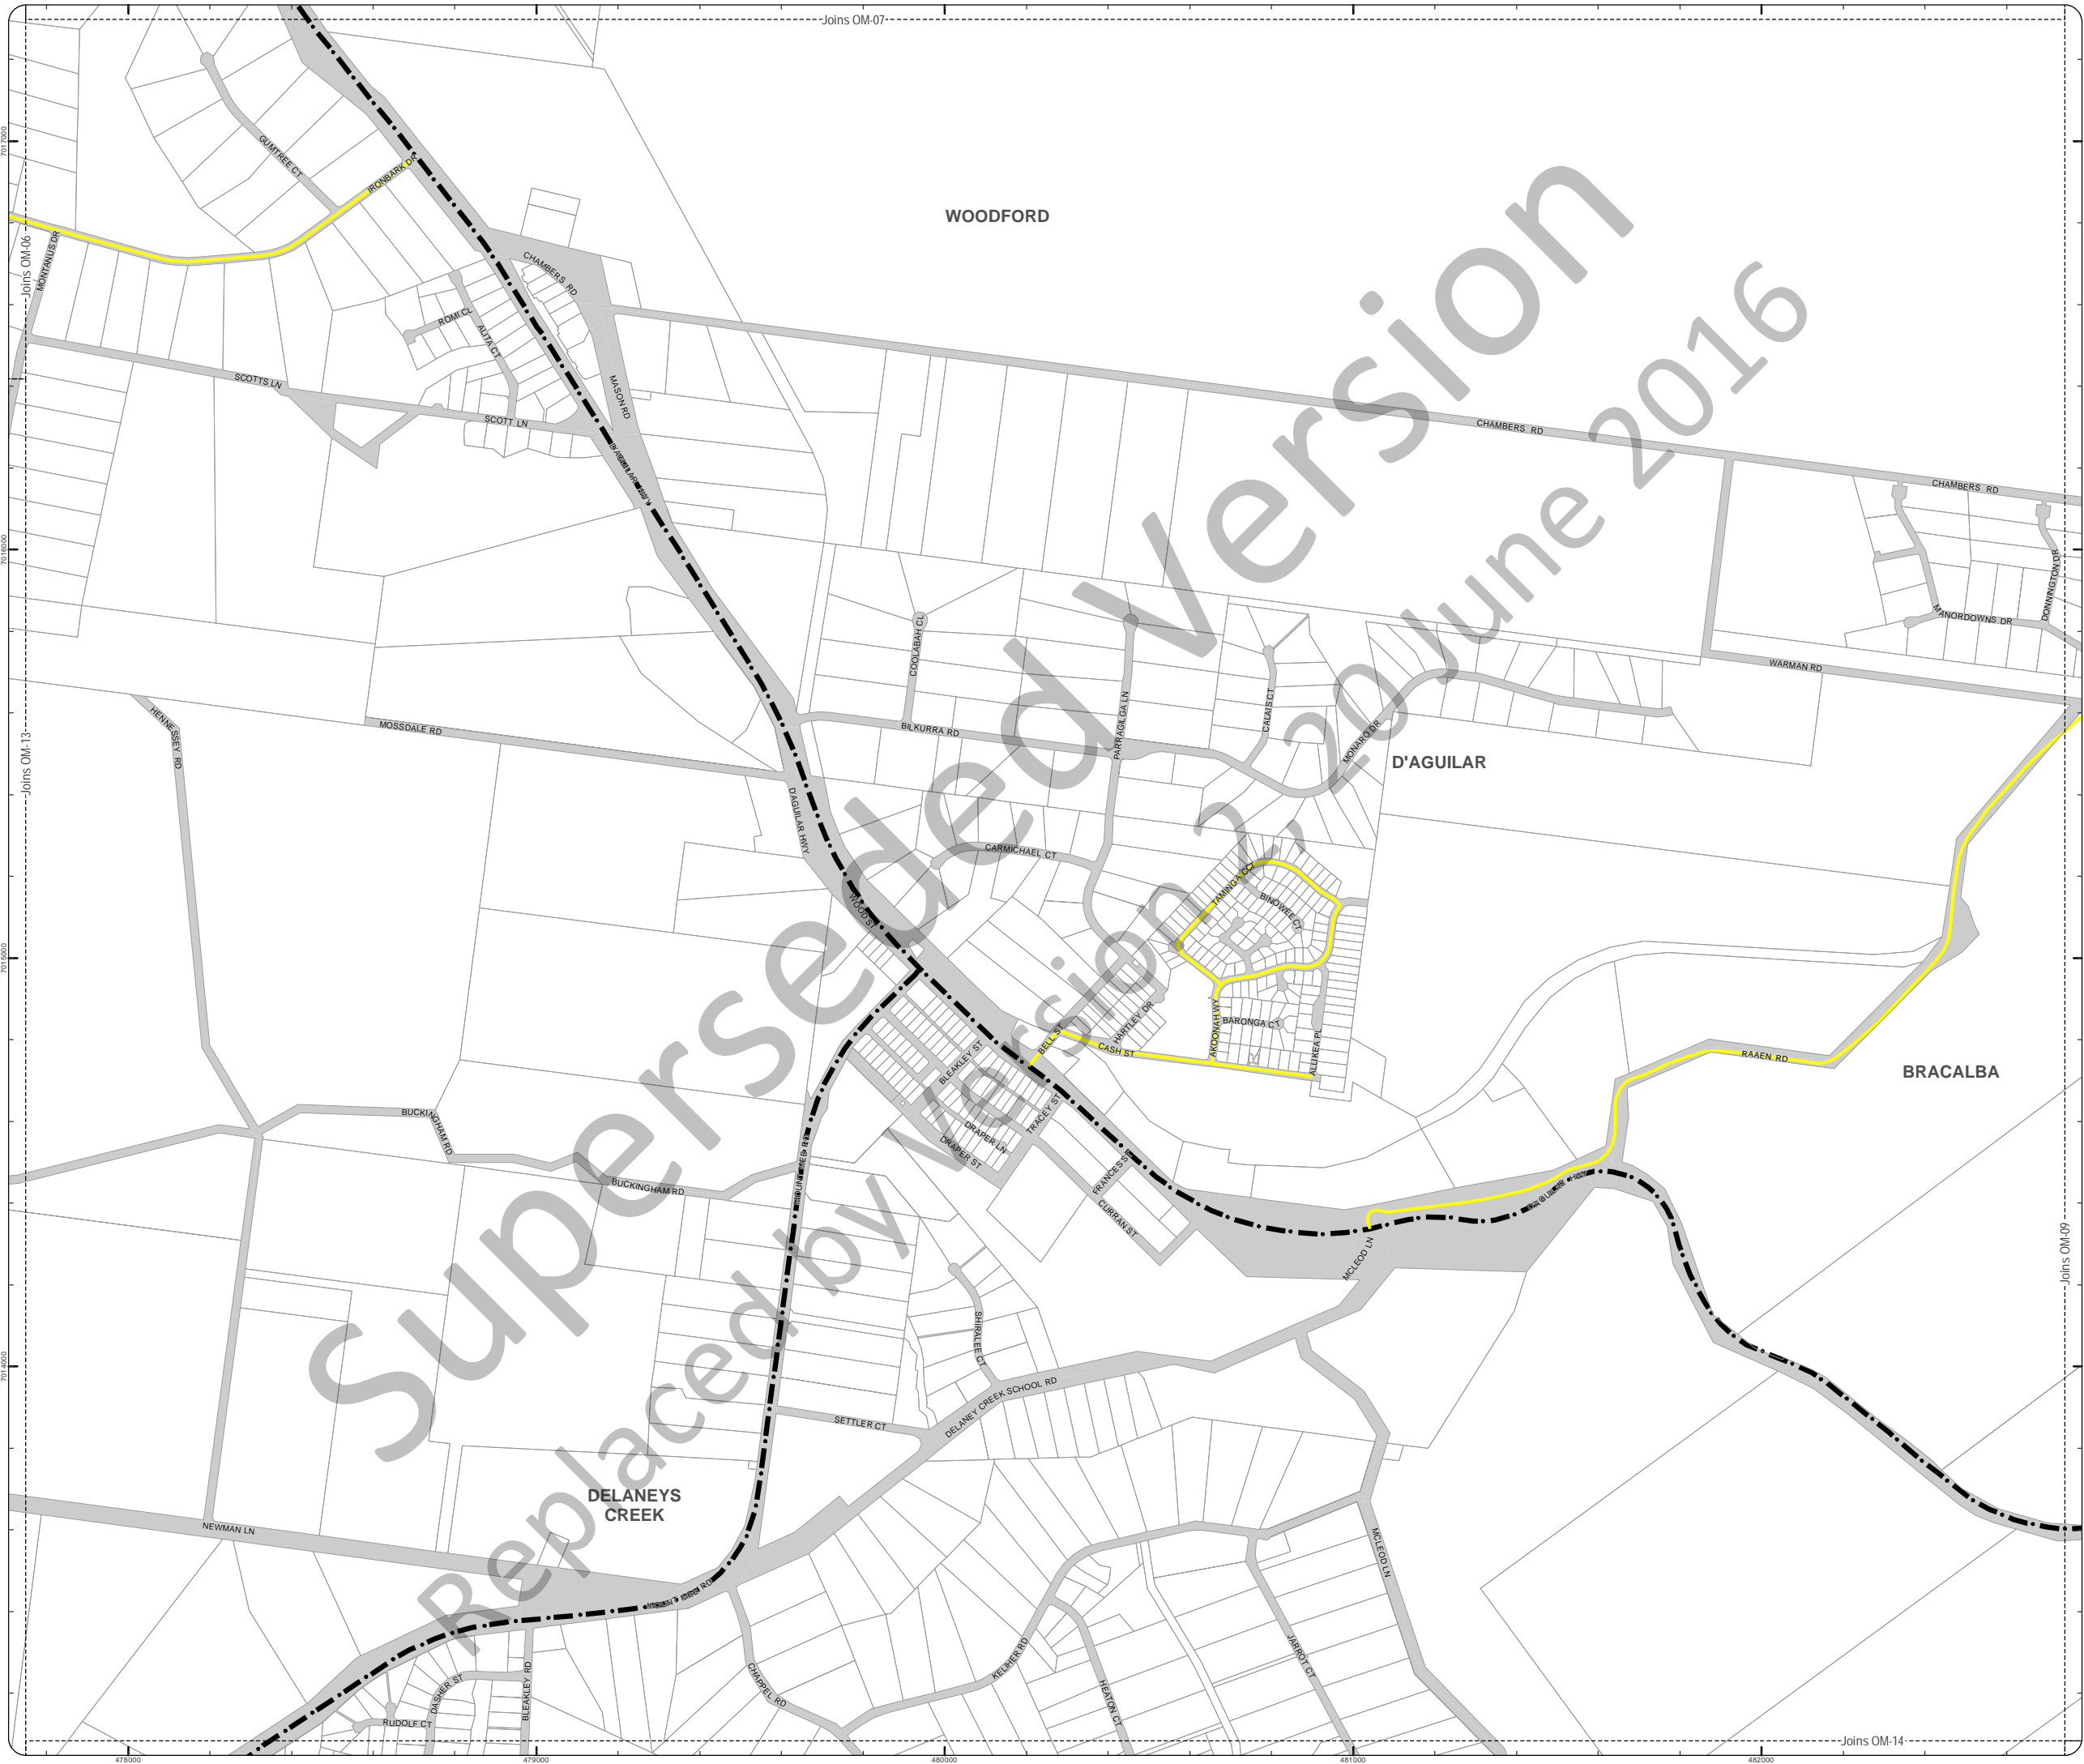 Joins OM-07
WOODFORD
GUMTREE CT
IRONBARK DR
7017000
Joins OM-06
MONTANUS DR
CHAMBERS RD
ROMI CL
ALITA CT
SCOTTS LN
SCOTT LN
MASON RD
CHAMBERS RD
CHAMBERS RD
7016000
DONNINGTON DR
MANORDOWNS DR
WARMAN RD
COOLABAH CL
BILKURRA RD
PARRAGILGA LN
CALAIS CT
MONARO DR
D'AGUILAR
HENNESSEY RD
MOSSDALE RD
Joins OM-13
D'AGUILAR HWY
CARMICHAEL CT
TAMINGA CCT
BINOWEE CT
WOOD ST
7015000
HARTLEY DR
BELL ST
CASH ST
AKOONAH WY
BARONGA CT
ALLIKEA PL
RAAEN RD
BRACALBA
BLEAKLEY ST
TRACEY ST
DRAPER LN
DRAPER ST
BUCKINGHAM RD
BUCKINGHAM RD
FRANCES ST
CURRAN ST
MCLEOD LN
Joins OM-09
SHIRALEE CT
7014000
DELANEY CREEK SCHOOL RD
SETTLER CT
DELANEYS
CREEK
NEWMAN LN
MCLEOD LN
CHAPPEL RD
KELIHER RD
HEATON CT
JARROT CT
DASHER ST
BLEAKLEY RD
RUDOLF CT
Joins OM-14
478000
479000
480000
481000
482000
Superseded Version
Replaced by Version 2, 20 June 2016